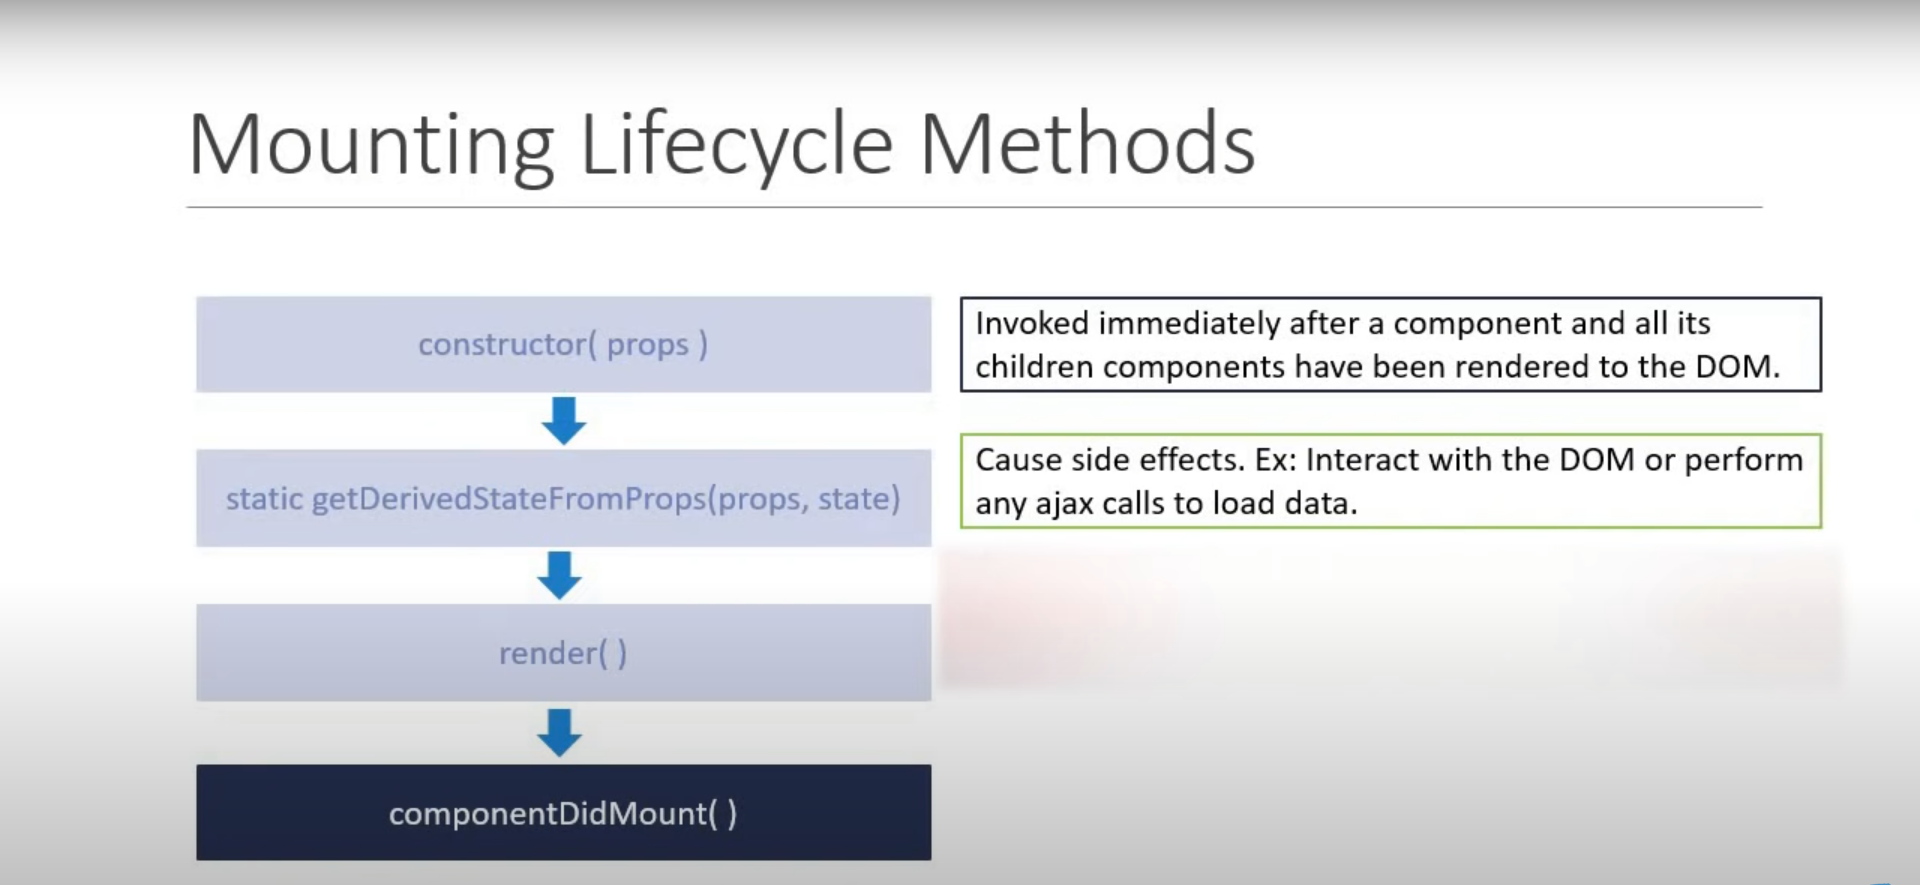 Mounting Lifecycle Methods
constructor( props )
static getDerivedStateFromProps(props, state)
render( )
componentDidMount( )
Invoked immediately after a component and all its
children components have been rendered to the DOM.
Cause side effects. Ex: Interact with the DOM or perform
any ajax calls to load data.